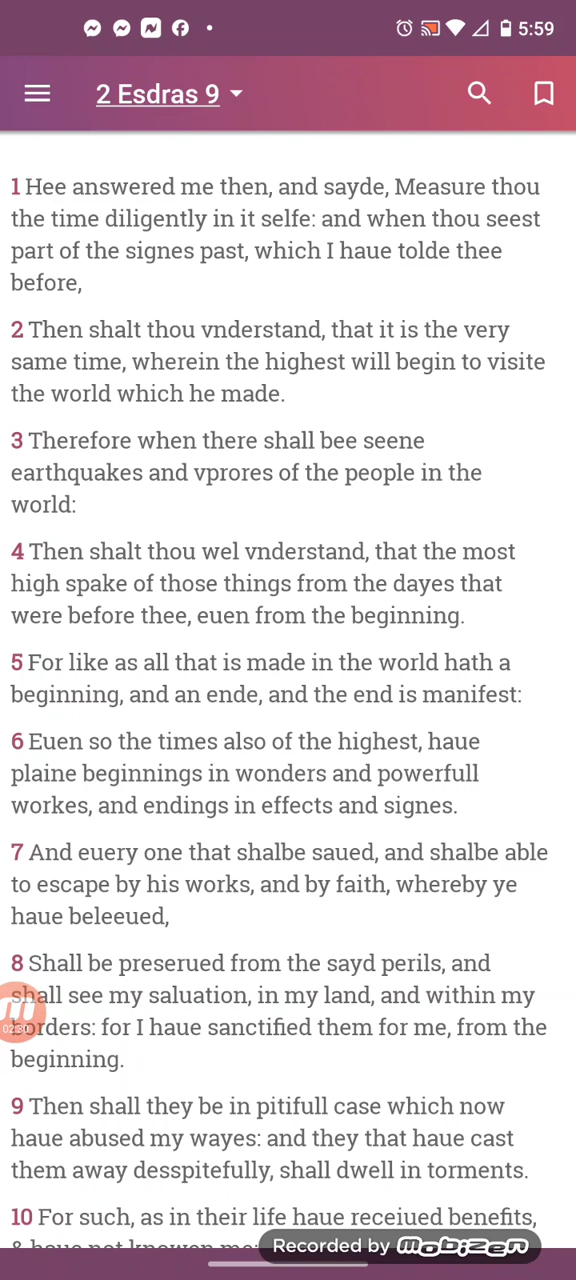 5:59
2 Esdras 9
1 Hee answered me then, and sayde, Measure thou
the time diligently in it selfe: and when thou seest
part of the signes past, which I haue tolde thee
before,
2 Then shalt thou vnderstand, that it is the very
same time, wherein the highest will begin to visite
the world which he made.
3 Therefore when there shall bee seene
earthquakes and vprores of the people in the
world:
4 Then shalt thou wel vnderstand, that the most
high spake of those things from the dayes that
were before thee, euen from the beginning.
5 For like as all that is made in the world hath a
beginning, and an ende, and the end is manifest:
6 Euen so the times also of the highest, haue
plaine beginnings in wonders and powerfull
workes, and endings in effects and signes.
7 And euery one that shalbe saued, and shalbe able
to escape by his works, and by faith, whereby ye
haue beleeued,
8 Shall be preserued from the sayd perils, and
shall see my saluation, in my land, and within my
borders: for I haue sanctified them for me, from the
beginning.
9 Then shall they be in pitifull case which now
haue abused my wayes: and they that haue cast
them away desspitefully, shall dwell in torments.
10 For such, as in their life haue receiued benefits,
& haue not knowen me:
Recorded by mobizen